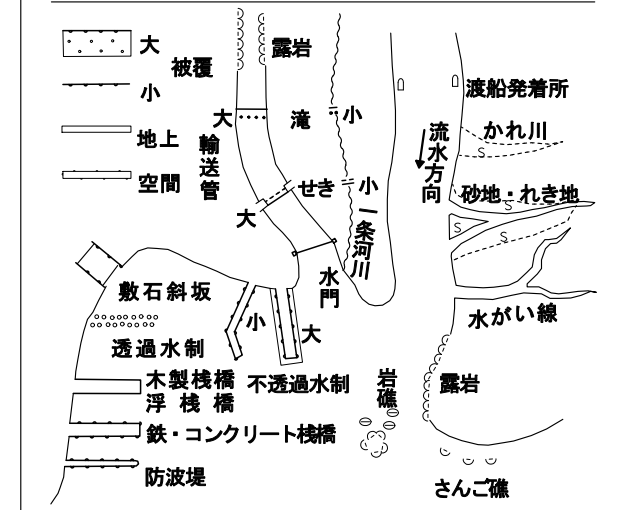 大
被覆
小
地上
輸送管
空間
露岩
大
滝
小
せき
小
大
一条河川
水門
渡船発着所
流水方向
かれ川
S
砂地・れき地
S
S
S
水がい線
敷石斜坂
小
大
透過水制
不透過水制
木製桟橋
浮桟橋
鉄・コンクリート桟橋
防波堤
岩礁
露岩
さんご礁